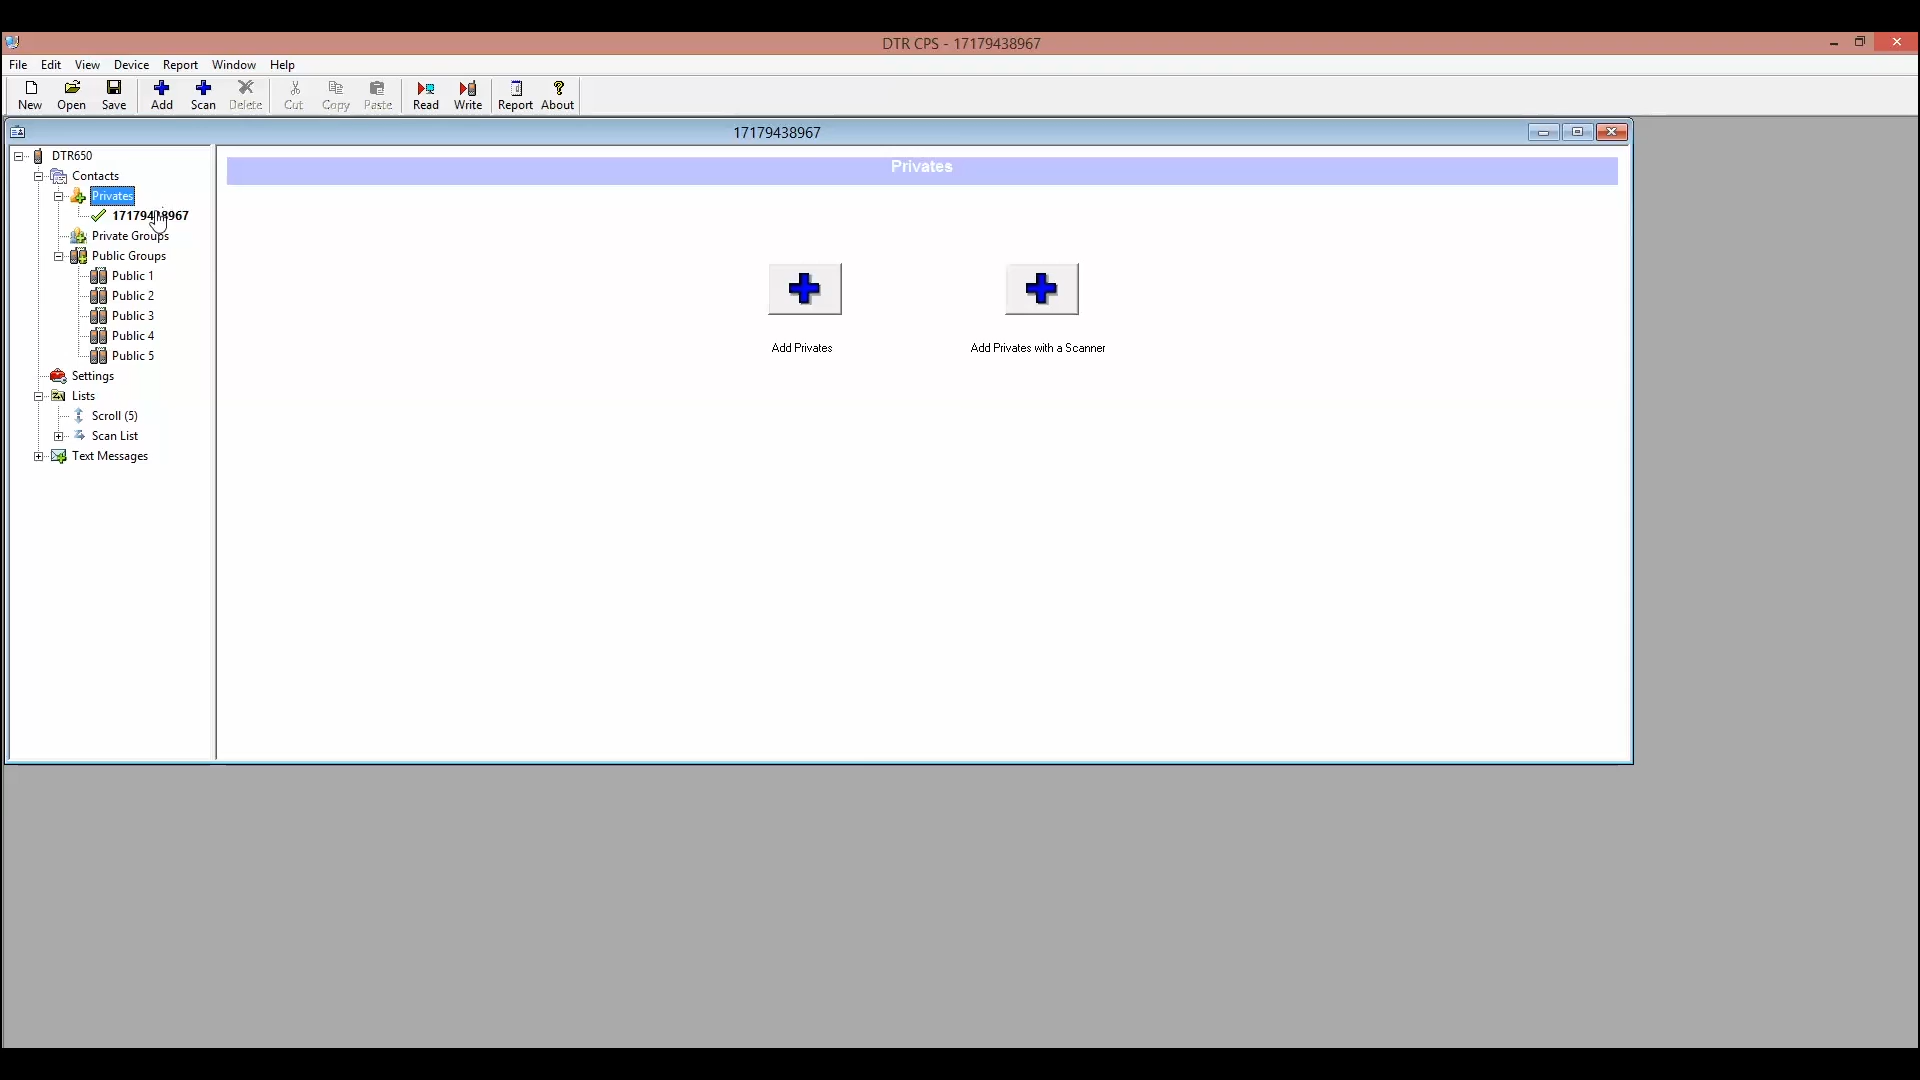 DTR CPS - 17179438967
File Edit View Device Report Window Help
New Open Save Add Scan Delete Cut Copy Paste Read Write Report About
17179438967
DTR650
Contacts
Privates
17179438967
Private Groups
Public Groups
Public 1
Public 2
Public 3
Public 4
Public 5
Settings
Lists
Scroll (5)
Scan List
Text Messages
Privates
Add Privates
Add Privates with a Scanner